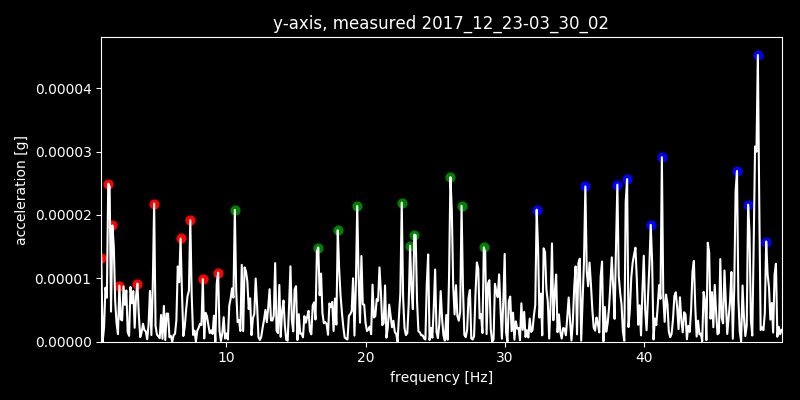 y-axis, measured 2017_12_23-03_30_02
acceleration [g]
0.00004
0.00003
0.00002
0.00001
0.00000
10 20 30 40
frequency [Hz]